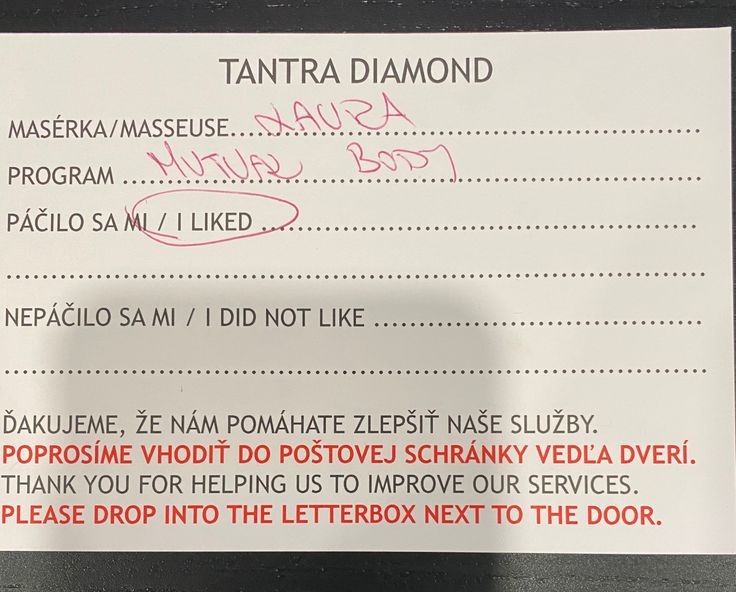 TANTRA DIAMOND
MASÉRKA/MASSEUSE... LAURA
PROGRAM ... MUTUAL BODY
PÁČILO SA MI / I LIKED ...
NEPÁČILO SA MI / I DID NOT LIKE ...
ĎAKUJEME, ŽE NÁM POMÁHATE ZLEPŠIŤ NAŠE SLUŽBY.
POPROSÍME VHODIŤ DO POŠTOVEJ SCHRÁNKY VEDĽA DVERÍ.
THANK YOU FOR HELPING US TO IMPROVE OUR SERVICES.
PLEASE DROP INTO THE LETTERBOX NEXT TO THE DOOR.